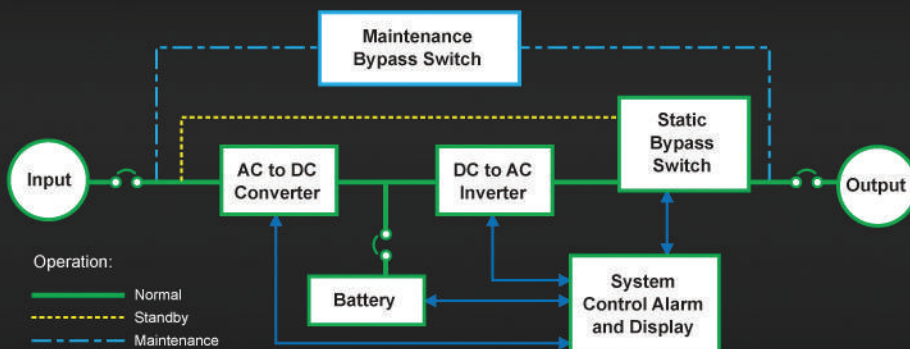 Maintenance
Bypass Switch
Static
Bypass
Switch
Input
AC to DC
Converter
DC to AC
Inverter
Output
Operation:
Normal
Standby
Maintenance
Battery
System
Control Alarm
and Display